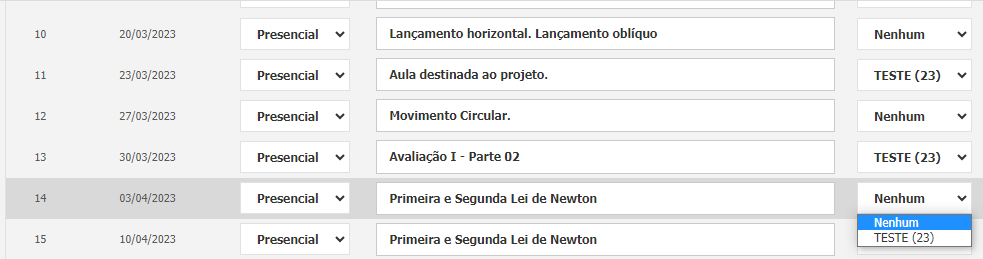 10 20/03/2023 Presencial Lançamento horizontal. Lançamento oblíquo Nenhum
11 23/03/2023 Presencial Aula destinada ao projeto. TESTE (23)
12 27/03/2023 Presencial Movimento Circular. Nenhum
13 30/03/2023 Presencial Avaliação I - Parte 02 TESTE (23)
14 03/04/2023 Presencial Primeira e Segunda Lei de Newton Nenhum
Nenhum
TESTE (23)
15 10/04/2023 Presencial Primeira e Segunda Lei de Newton